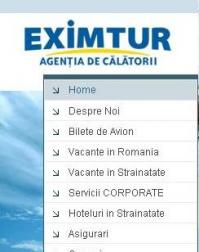 EXIMTUR
AGENŢIA DE CĂLĂTORII
Home
Despre Noi
Bilete de Avion
Vacante in Romania
Vacante in Strainatate
Servicii CORPORATE
Hoteluri in Strainatate
Asigurari